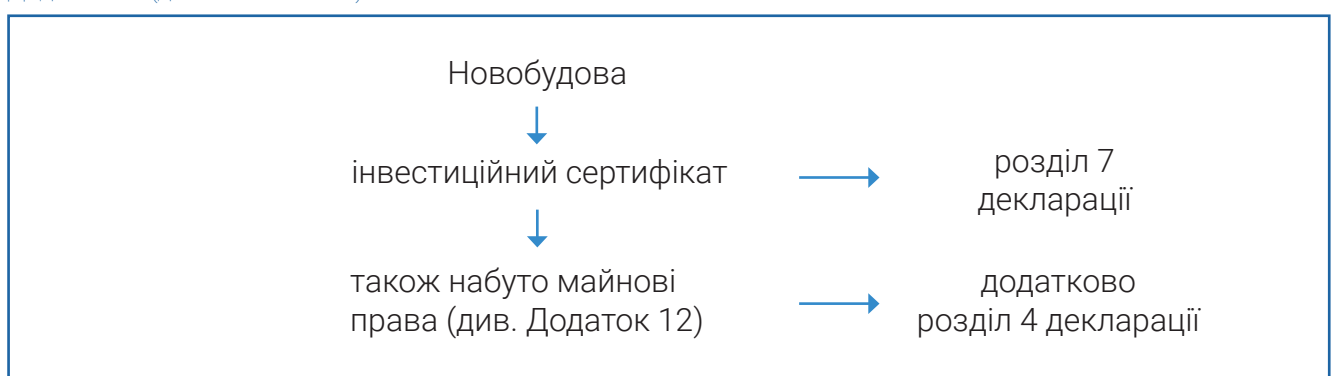 Новобудова
інвестиційний сертифікат
розділ 7
декларації
також набуто майнові
права (див. Додаток 12)
додатково
розділ 4 декларації